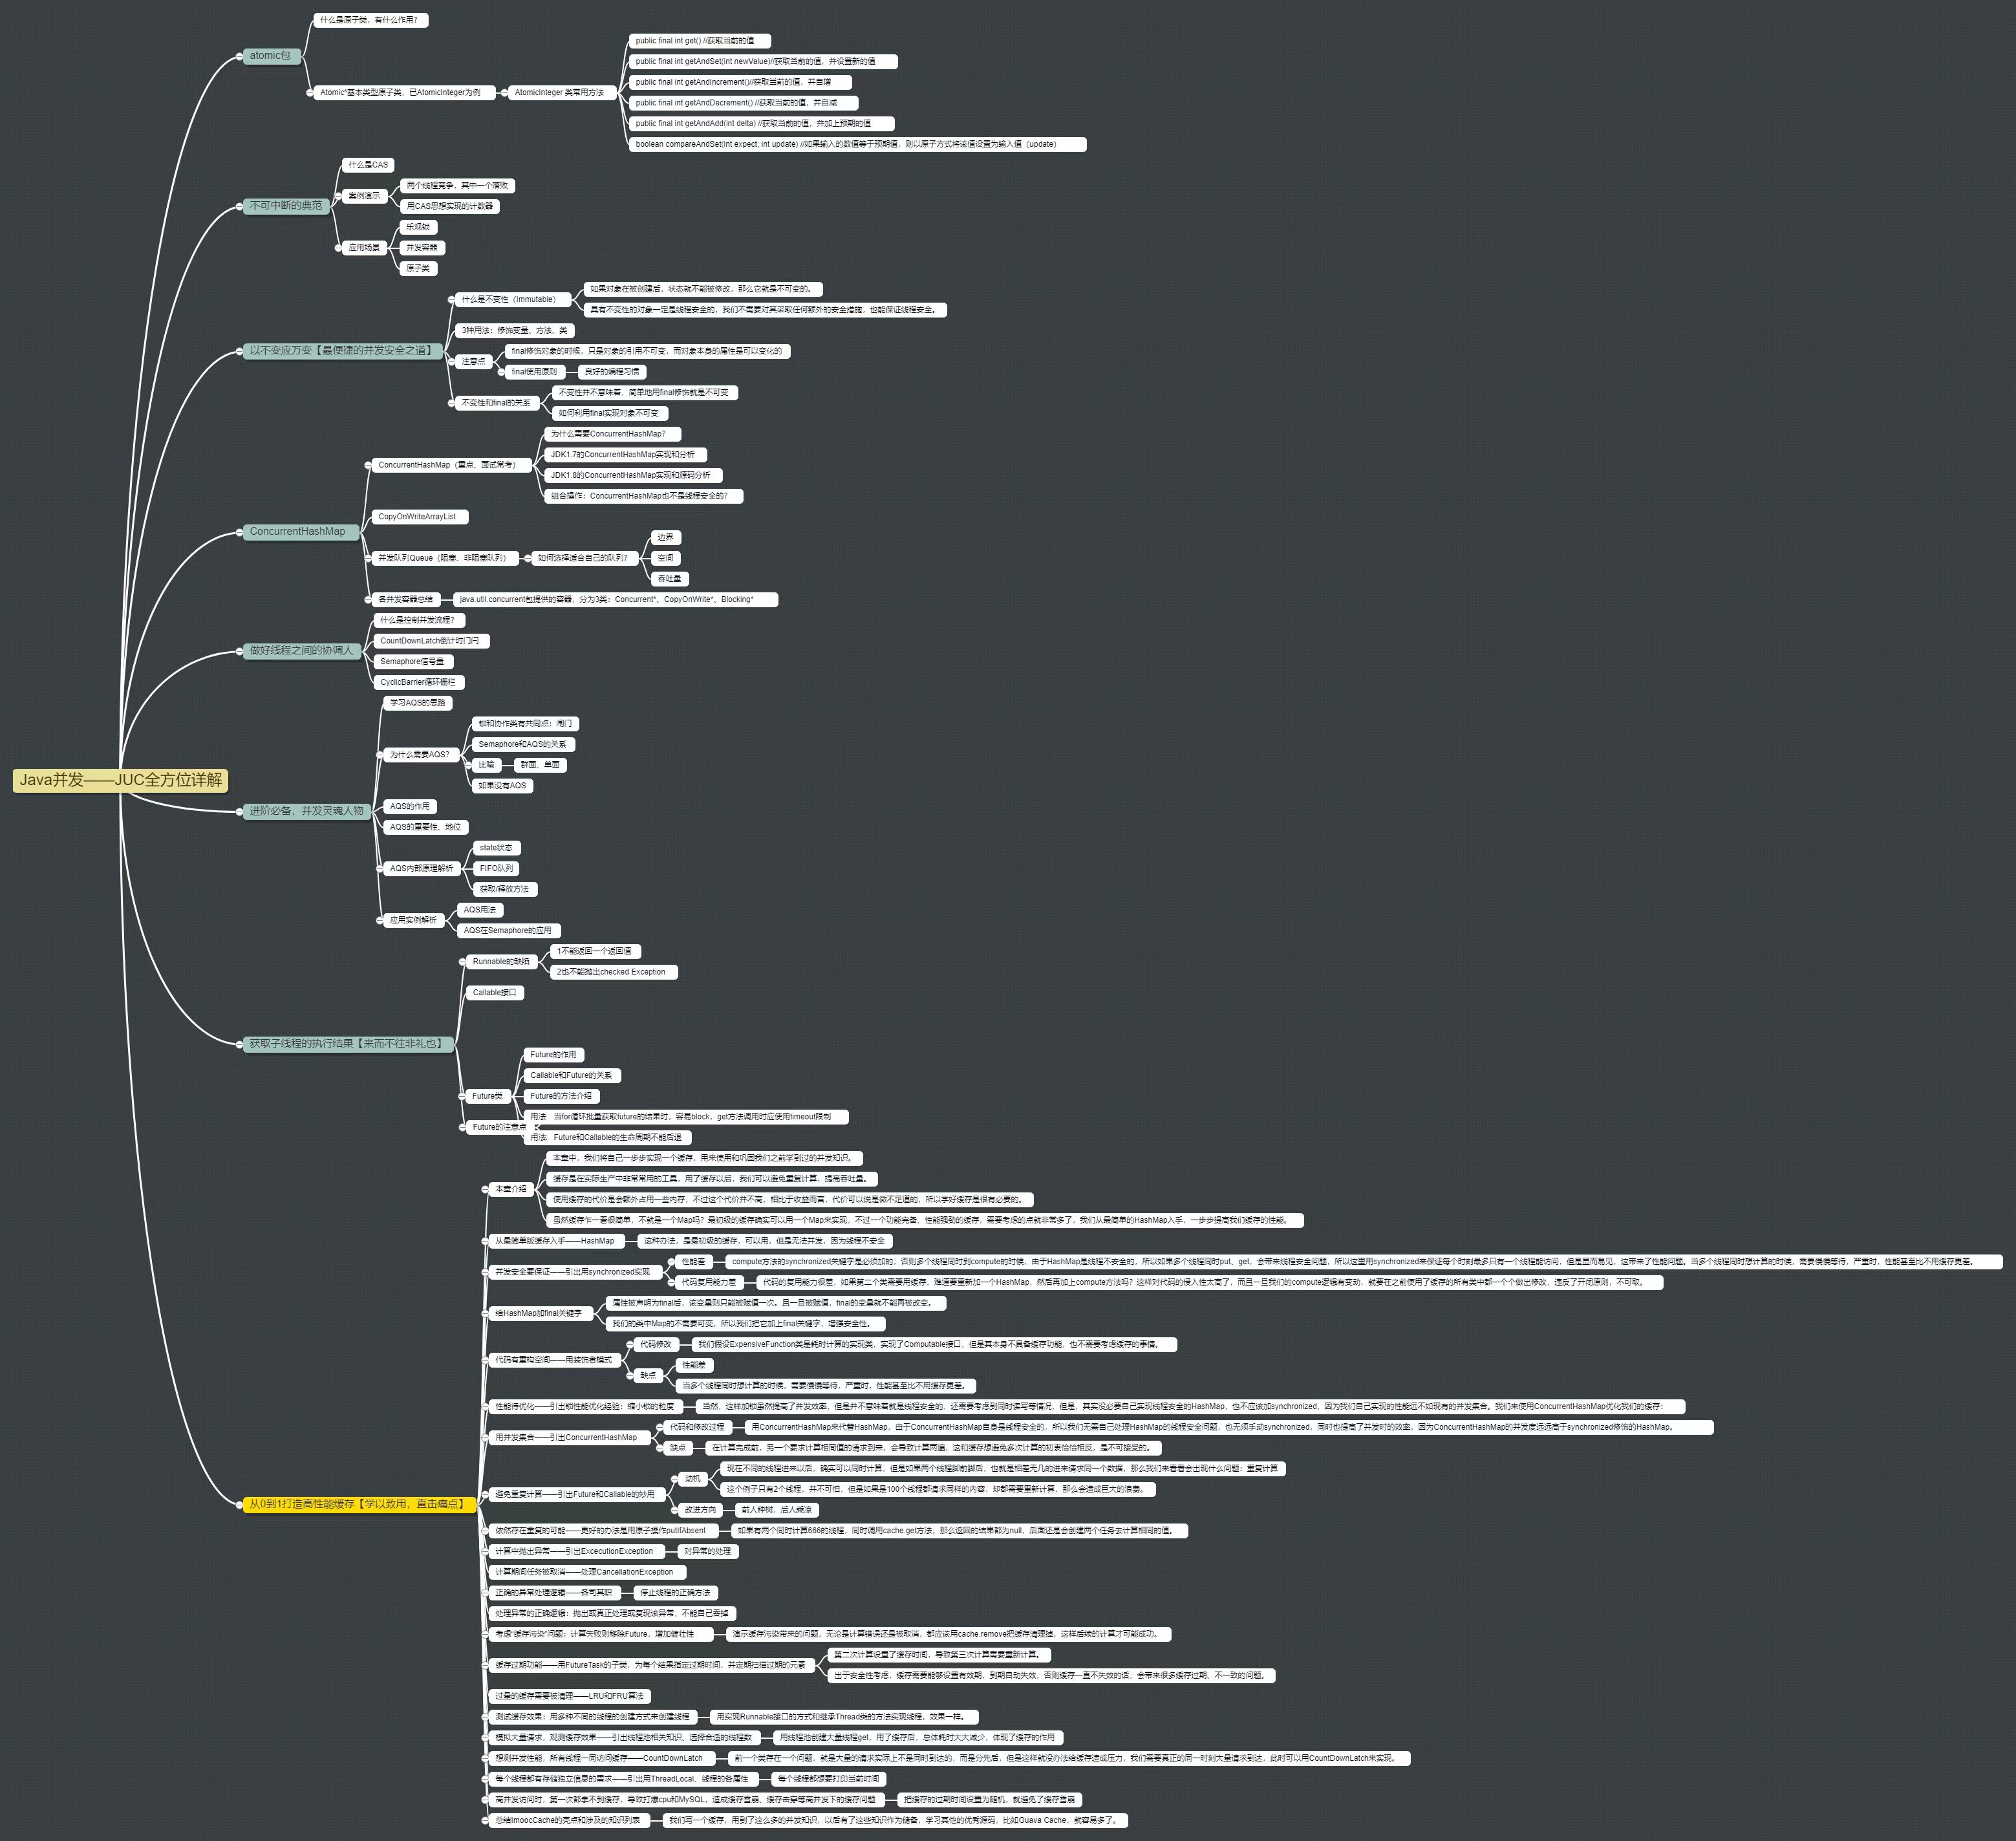 Java并发——JUC全方位详解
atomic包
什么是原子类，有什么作用？
Atomic*基本类型原子类，已AtomicInteger为例
AtomicInteger 类常用方法
public final int get() //获取当前的值
public final int getAndSet(int newValue)//获取当前的值，并设置新的值
public final int getAndIncrement()//获取当前的值，并自增
public final int getAndDecrement() //获取当前的值，并自减
public final int getAndAdd(int delta) //获取当前的值，并加上预期的值
boolean compareAndSet(int expect, int update) //如果输入的数值等于预期值，则以原子方式将该值设置为输入值（update）
不可中断的典范
什么是CAS
案例演示
两个线程竞争，其中一个落败
用CAS思想实现的计数器
应用场景
乐观锁
并发容器
原子类
以不变应万变【最便捷的并发安全之道】
什么是不变性（Immutable）
如果对象在被创建后，状态就不能被修改，那么它就是不可变的。
具有不变性的对象一定是线程安全的，我们不需要对其采取任何额外的安全措施，也能保证线程安全。
3种用法：修饰变量、方法、类
注意点
final修饰对象的时候，只是对象的引用不可变，而对象本身的属性是可以变化的
final使用原则
良好的编程习惯
不变性和final的关系
不变性并不意味着，简单地用final修饰就是不可变
如何利用final实现对象不可变
ConcurrentHashMap
ConcurrentHashMap（重点、面试常考）
为什么需要ConcurrentHashMap？
JDK1.7的ConcurrentHashMap实现和分析
JDK1.8的ConcurrentHashMap实现和源码分析
组合操作：ConcurrentHashMap也不是线程安全的？
CopyOnWriteArrayList
并发队列Queue（阻塞、非阻塞队列）
如何选择适合自己的队列？
边界
空间
吞吐量
各并发容器总结
java.util.concurrent包提供的容器，分为3类：Concurrent*、CopyOnWrite*、Blocking*
做好线程之间的协调人
什么是控制并发流程？
CountDownLatch倒计时门闩
Semaphore信号量
CyclicBarrier循环栅栏
进阶必备，并发灵魂人物
学习AQS的思路
为什么需要AQS？
锁和协作类有共同点：闸门
Semaphore和AQS的关系
比喻
群面、单面
如果没有AQS
AQS的作用
AQS的重要性、地位
AQS内部原理解析
state状态
FIFO队列
获取/释放方法
应用实例解析
AQS用法
AQS在Semaphore的应用
获取子线程的执行结果【来而不往非礼也】
Runnable的缺陷
1不能返回一个返回值
2也不能抛出checked Exception
Callable接口
Future类
Future的作用
Callable和Future的关系
Future的方法介绍
用法
用法
Future的注意点
当for循环批量获取future的结果时，容易block，get方法调用时应使用timeout限制
Future和Callable的生命周期不能后退
从0到1打造高性能缓存【学以致用，直击痛点】
本章介绍
本章中，我们将自己一步步实现一个缓存，用来使用和巩固我们之前学到过的并发知识。
缓存是在实际生产中非常常用的工具，用了缓存以后，我们可以避免重复计算，提高吞吐量。
使用缓存的代价是会额外占用一些内存，不过这个代价并不高，相比于收益而言，代价可以说是微不足道的，所以学好缓存是很有必要的。
虽然缓存乍一看很简单，不就是一个Map吗？最初级的缓存确实可以用一个Map来实现，不过一个功能完备、性能强劲的缓存，需要考虑的点就非常多了，我们从最简单的HashMap入手，一步步提高我们缓存的性能。
从最简单版缓存入手——HashMap
这种办法，是最初级的缓存，可以用，但是无法并发，因为线程不安全
并发安全要保证——引出用synchronized实现
性能差
compute方法的synchronized关键字是必须加的，否则多个线程同时到compute的时候，由于HashMap是线程不安全的，所以如果多个线程同时put、get，会带来线程安全问题，所以这里用synchronized来保证每个时刻最多只有一个线程能访问，但是显而易见，这带来了性能问题。当多个线程同时想计算的时候，需要慢慢等待，严重时，性能甚至比不用缓存更差。
代码复用能力差
代码的复用能力很差，如果第二个类需要用缓存，难道要重新加一个HashMap，然后再加上compute方法吗？这样对代码的侵入性太高了，而且一旦我们的compute逻辑有变动，就要在之前使用了缓存的所有类中都一个个做出修改，违反了开闭原则，不可取。
给HashMap加final关键字
属性被声明为final后，该变量则只能被赋值一次。且一旦被赋值，final的变量就不能再被改变。
我们的类中Map的不需要可变，所以我们把它加上final关键字，增强安全性。
代码有重构空间——用装饰者模式
代码修改
我们假设ExpensiveFunction类是耗时计算的实现类，实现了Computable接口，但是其本身不具备缓存功能，也不需要考虑缓存的事情。
缺点
性能差
当多个线程同时想计算的时候，需要慢慢等待，严重时，性能甚至比不用缓存更差。
性能待优化——引出锁性能优化经验：缩小锁的粒度
当然，这样加锁虽然提高了并发效率，但是并不意味着就是线程安全的，还需要考虑到同时读写等情况，但是，其实没必要自己实现线程安全的HashMap，也不应该加synchronized，因为我们自己实现的性能远不如现有的并发集合。我们来使用ConcurrentHashMap优化我们的缓存：
用并发集合——引出ConcurrentHashMap
代码和修改过程
用ConcurrentHashMap来代替HashMap，由于ConcurrentHashMap自身是线程安全的，所以我们无需自己处理HashMap的线程安全问题，也无须手动synchronized，同时也提高了并发时的效率，因为ConcurrentHashMap的并发度远远高于synchronized修饰的HashMap。
缺点
在计算完成前，另一个要求计算相同值的请求到来，会导致计算两遍，这和缓存想避免多次计算的初衷恰恰相反，是不可接受的。
避免重复计算——引出Future和Callable的妙用
动机
现在不同的线程进来以后，确实可以同时计算，但是如果两个线程脚前脚后，也就是相差无几的进来请求同一个数据，那么我们来看看会出现什么问题：重复计算
这个例子只有2个线程，并不可怕，但是如果是100个线程都请求同样的内容，却都需要重新计算，那么会造成巨大的浪费。
改进方向
前人种树，后人乘凉
依然存在重复的可能——更好的办法是用原子操作putIfAbsent
如果有两个同时计算666的线程，同时调用cache.get方法，那么返回的结果都为null，后面还是会创建两个任务去计算相同的值。
计算中抛出异常——引出ExcecutionException
对异常的处理
计算期间任务被取消——处理CancellationException
正确的异常处理逻辑——各司其职
停止线程的正确方法
处理异常的正确逻辑：抛出或真正处理或复现该异常，不能自己吞掉
考虑“缓存污染”问题：计算失败则移除Future，增加健壮性
演示缓存污染带来的问题，无论是计算错误还是被取消，都应该用cache.remove把缓存清理掉，这样后续的计算才可能成功。
缓存过期功能——用FutureTask的子类，为每个结果指定过期时间，并定期扫描过期的元素
第二次计算设置了缓存时间，导致第三次计算需要重新计算。
出于安全性考虑，缓存需要能够设置有效期，到期自动失效，否则缓存一直不失效的话，会带来很多缓存过期、不一致的问题。
过量的缓存需要被清理——LRU和FRU算法
测试缓存效果：用多种不同的线程的创建方式来创建线程
用实现Runnable接口的方式和继承Thread类的方法实现线程，效果一样。
模拟大量请求，观测缓存效果——引出线程池相关知识、选择合适的线程数
用线程池创建大量线程get，用了缓存后，总体耗时大大减少，体现了缓存的作用
想测并发性能，所有线程一同访问缓存——CountDownLatch
前一个类存在一个问题，就是大量的请求实际上不是同时到达的，而是分先后，但是这样就没办法给缓存造成压力，我们需要真正的同一时刻大量请求到达，此时可以用CountDownLatch来实现。
每个线程都有存储独立信息的需求——引出用ThreadLocal、线程的各属性
每个线程都想要打印当前时间
高并发访问时，第一次都拿不到缓存，导致打爆cpu和MySQL，造成缓存雪崩、缓存击穿等高并发下的缓存问题
把缓存的过期时间设置为随机，就避免了缓存雪崩
总结ImoocCache的亮点和涉及的知识列表
我们写一个缓存，用到了这么多的并发知识，以后有了这些知识作为储备，学习其他的优秀源码，比如Guava Cache，就容易多了。